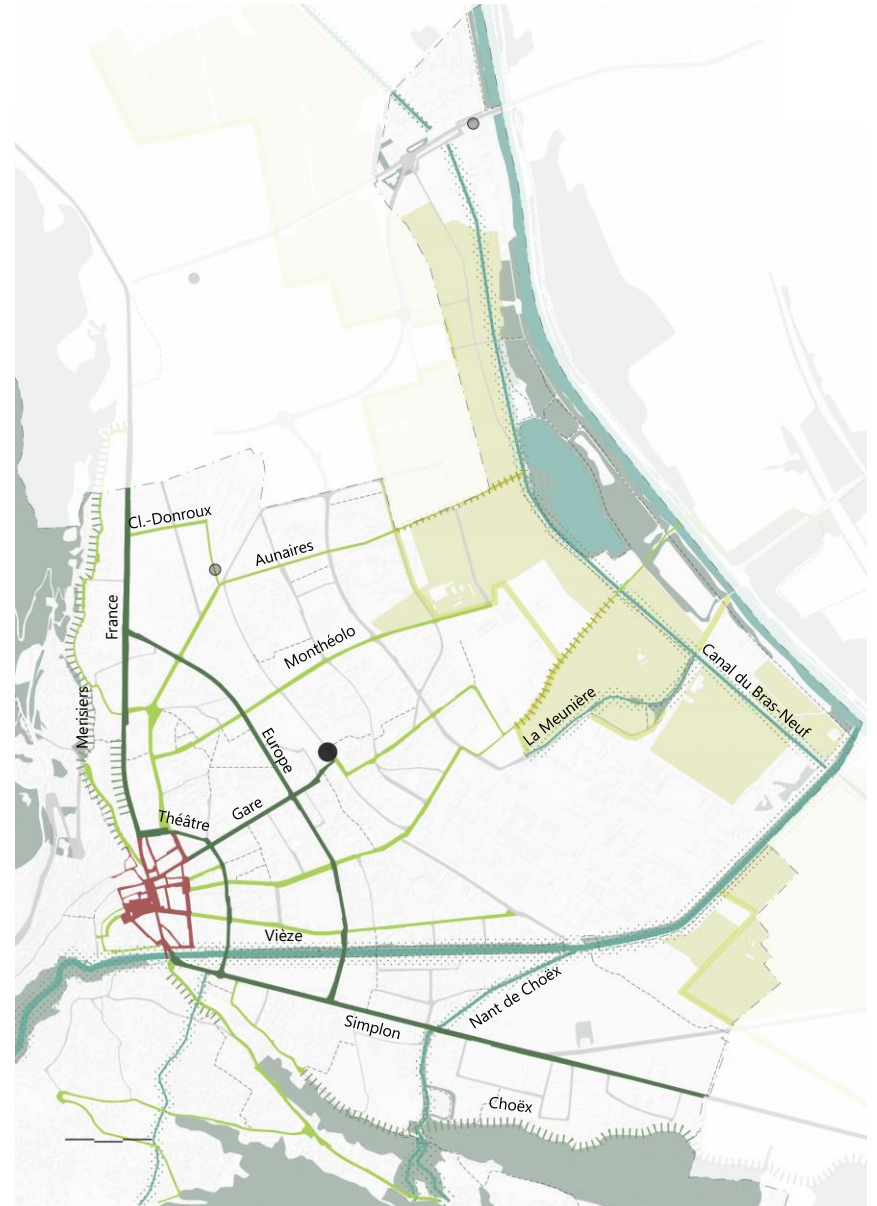 Cl.-Donroux
Aunaires
France
Monthéolo
Merisiers
Europe
Canal du Bras-Neuf
La Meunière
Théâtre
Gare
Vièze
Nant de Choëx
Simplon
Choëx